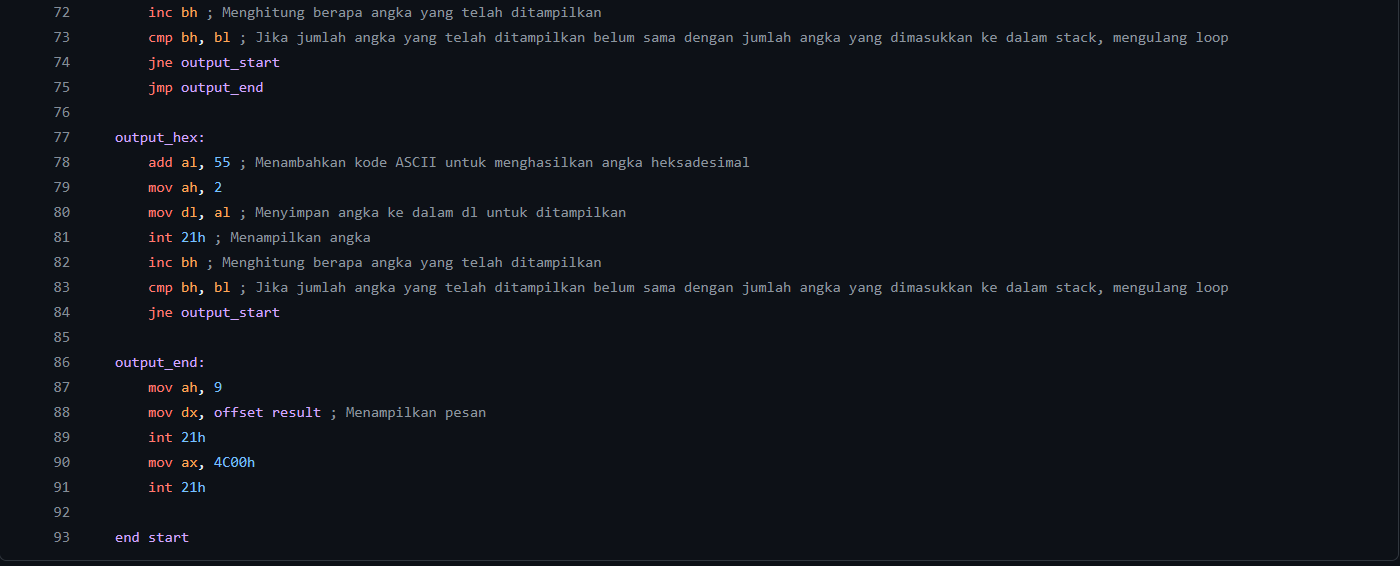 72 inc bh ; Menghitung berapa angka yang telah ditampilkan
73 cmp bh, bl ; Jika jumlah angka yang telah ditampilkan belum sama dengan jumlah angka yang dimasukkan ke dalam stack, mengulang loop
74 jne output_start
75 jmp output_end
76
77 output_hex:
78 add al, 55 ; Menambahkan kode ASCII untuk menghasilkan angka heksadesimal
79 mov ah, 2
80 mov dl, al ; Menyimpan angka ke dalam dl untuk ditampilkan
81 int 21h ; Menampilkan angka
82 inc bh ; Menghitung berapa angka yang telah ditampilkan
83 cmp bh, bl ; Jika jumlah angka yang telah ditampilkan belum sama dengan jumlah angka yang dimasukkan ke dalam stack, mengulang loop
84 jne output_start
85
86 output_end:
87 mov ah, 9
88 mov dx, offset result ; Menampilkan pesan
89 int 21h
90 mov ax, 4C00h
91 int 21h
92
93 end start